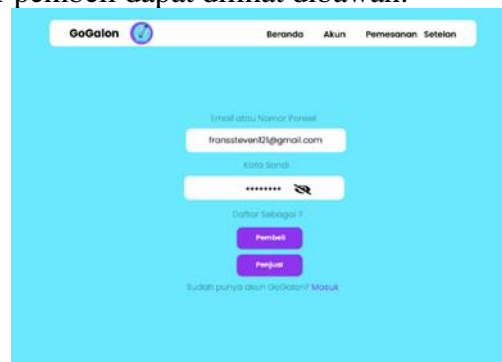 pembeli dapat dilihat dibawah.
GoGalon Beranda Akun Pemesanan Setelan
Email atau Nomor Ponsel
franssteven121@gmail.com
Kata Sandi
********
Daftar Sebagai ?
Pembeli
Penjual
Sudah punya akun GoGalon? Masuk